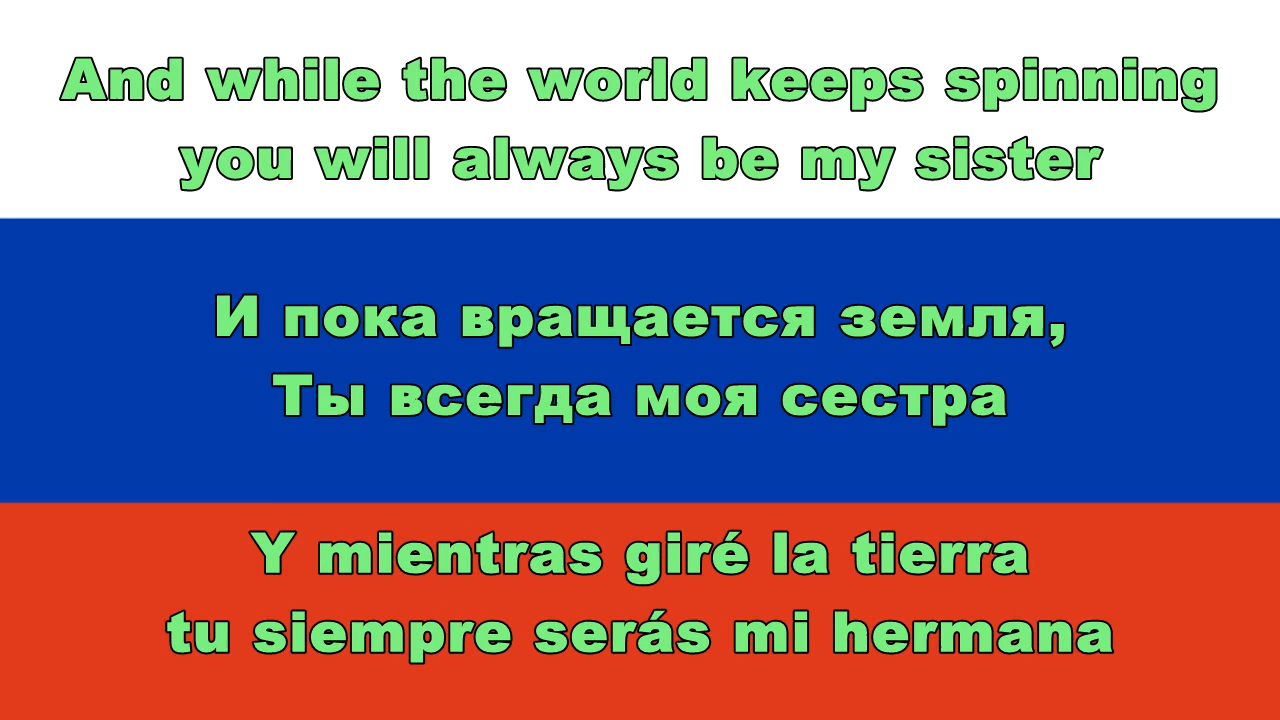 And while the world keeps spinning
you will always be my sister
И пока вращается земля,
Ты всегда моя сестра
Y mientras giré la tierra
tu siempre serás mi hermana